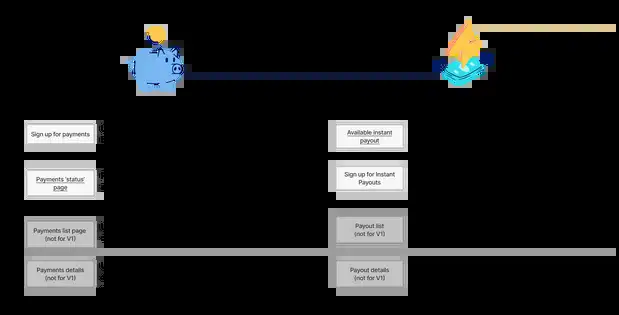 Sign up for payments
Available instant
payout
Payments 'status'
page
Sign up for Instant
Payouts
Payments list page
(not for V1)
Payout list
(not for V1)
Payments details
(not for V1)
Payout details
(not for V1)